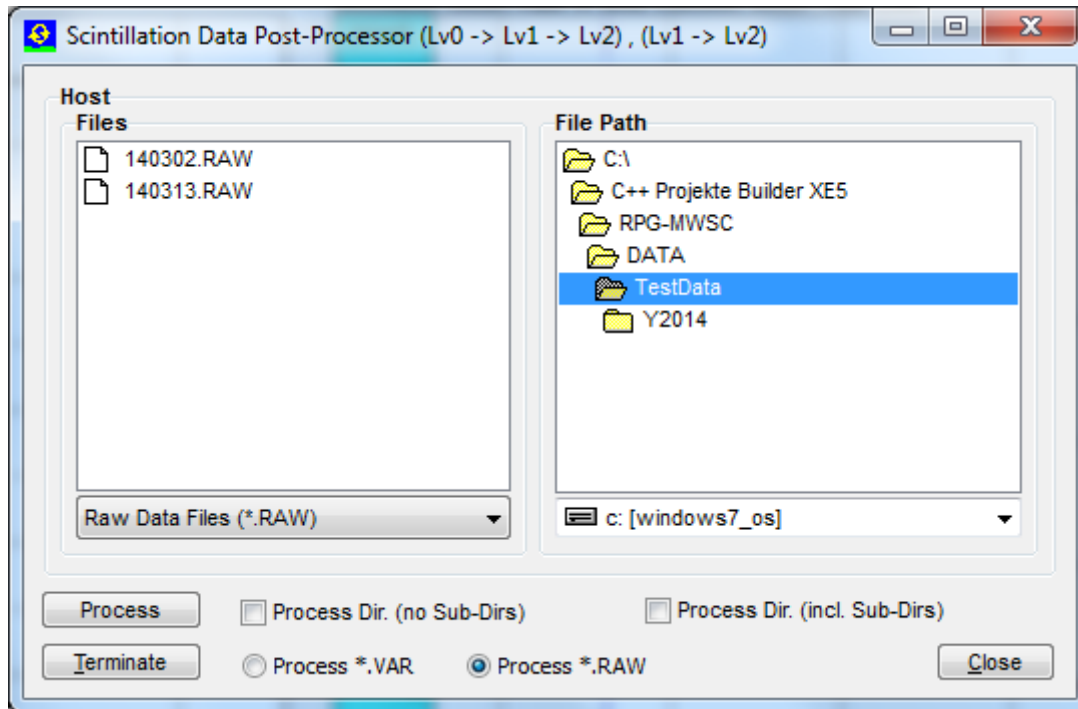 Scintillation Data Post-Processor (Lv0 -> Lv1 -> Lv2) , (Lv1 -> Lv2)
Host
Files
140302.RAW
140313.RAW
Raw Data Files (*.RAW)
File Path
C:\
C++ Projekte Builder XE5
RPG-MWSC
DATA
TestData
Y2014
c: [windows7_os]
Process
Process Dir. (no Sub-Dirs)
Process Dir. (incl. Sub-Dirs)
Terminate
Process *.VAR
Process *.RAW
Close